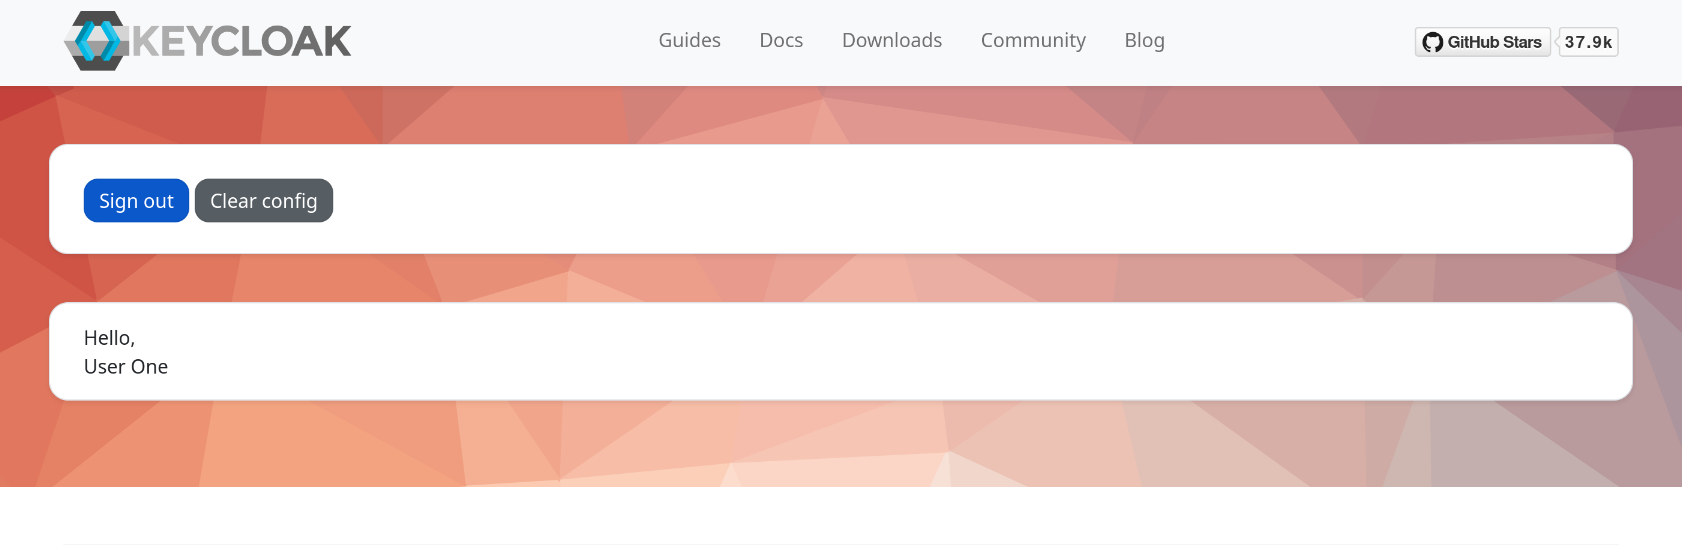 KEYCLOAK
Guides Docs Downloads Community Blog
GitHub Stars 37.9k
Sign out Clear config
Hello,
User One